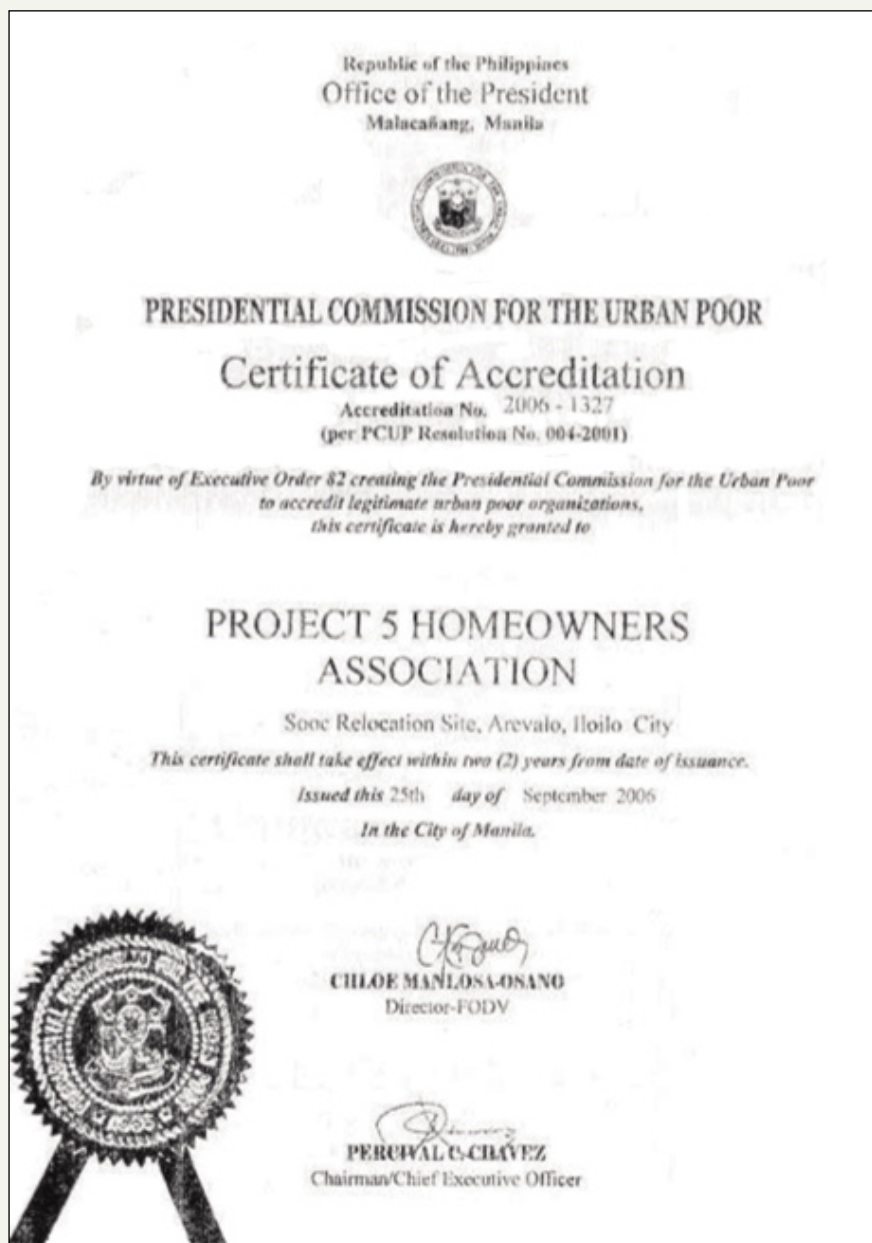 Republic of the Philippines
Office of the President
Malacañang, Manila
PRESIDENTIAL COMMISSION FOR THE URBAN POOR
Certificate of Accreditation
Accreditation No. 2006 - 1327
(per PCUP Resolution No. 004-2001)
By virtue of Executive Order 82 creating the Presidential Commission for the Urban Poor
to accredit legitimate urban poor organizations,
this certificate is hereby granted to
PROJECT 5 HOMEOWNERS
ASSOCIATION
Sooc Relocation Site, Arevalo, Iloilo City
This certificate shall take effect within two (2) years from date of issuance.
Issued this 25th day of September 2006
In the City of Manila.
CHLOE MANLOSA-OSANO
Director-FODV
PERCIVAL C. CHAVEZ
Chairman/Chief Executive Officer